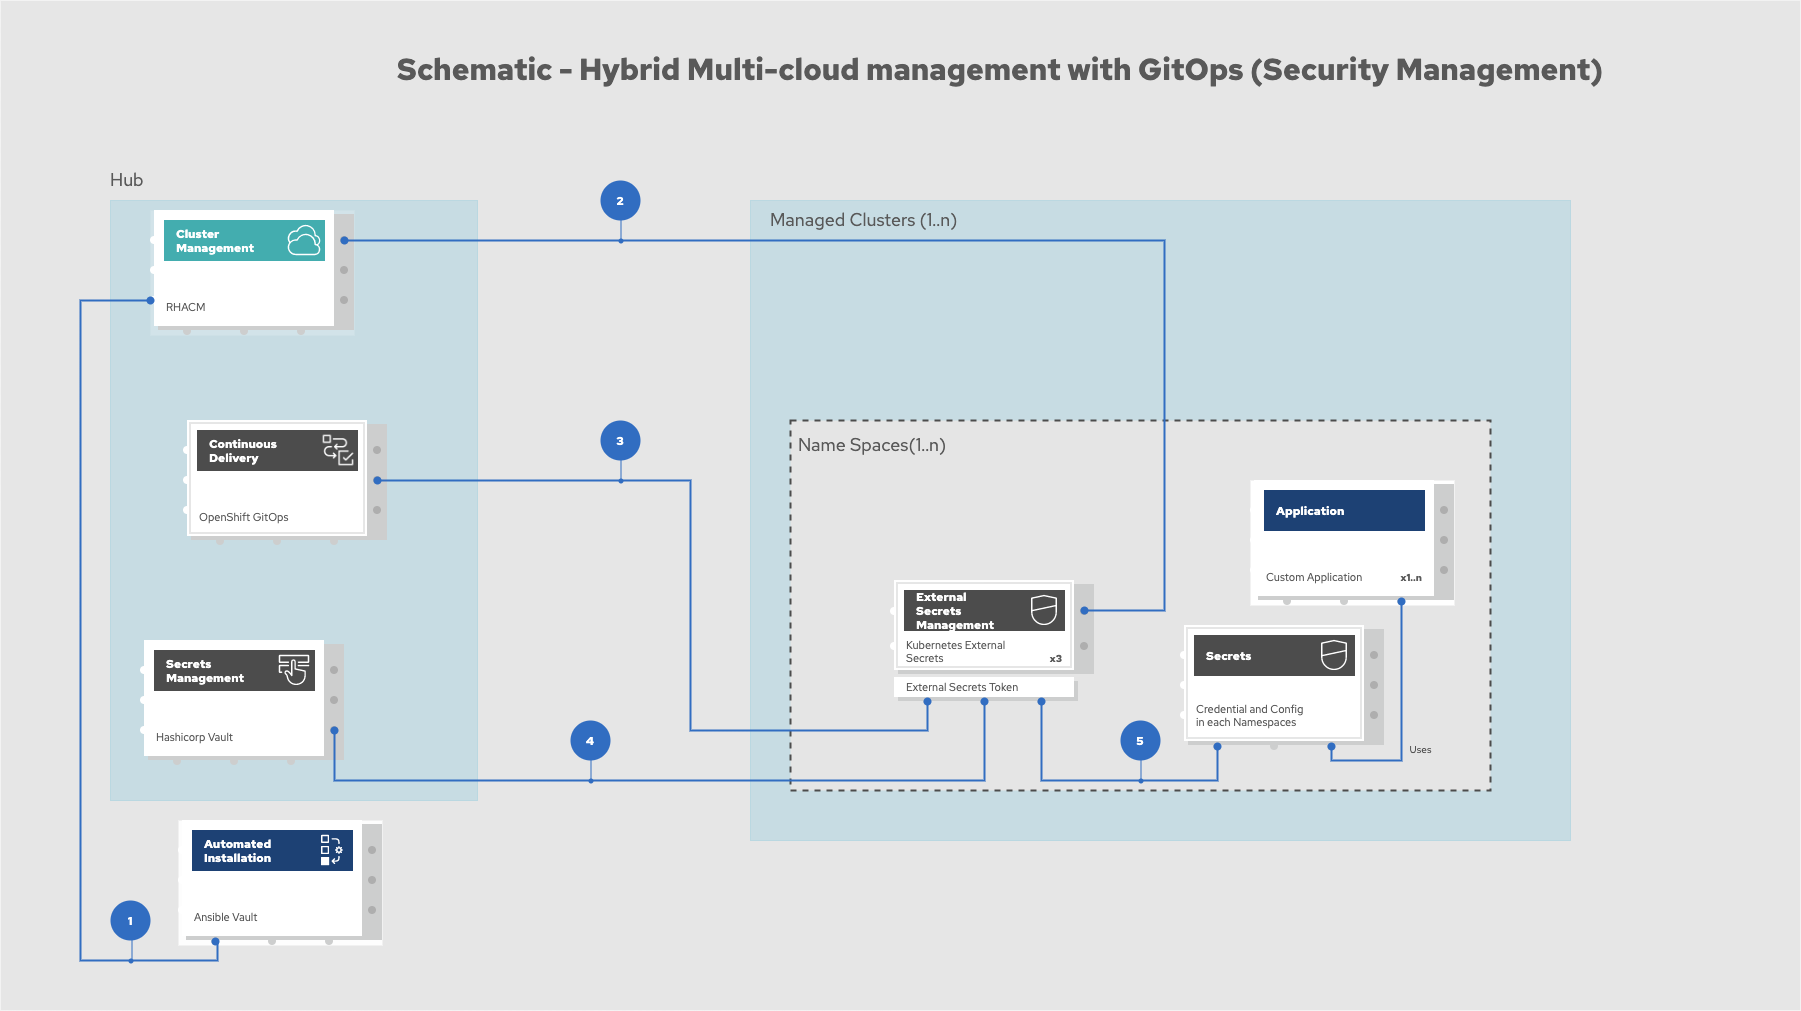 Schematic - Hybrid Multi-cloud management with GitOps (Security Management)
Hub
2
Managed Clusters (1..n)
Cluster
Management
RHACM
3
Name Spaces(1..n)
Continuous
Delivery
OpenShift GitOps
Application
Custom Application
x1..n
External
Secrets
Management
Kubernetes External
Secrets
x3
External Secrets Token
Secrets
Credential and Config
in each Namespaces
Uses
Secrets
Management
Hashicorp Vault
4
5
Automated
Installation
Ansible Vault
1